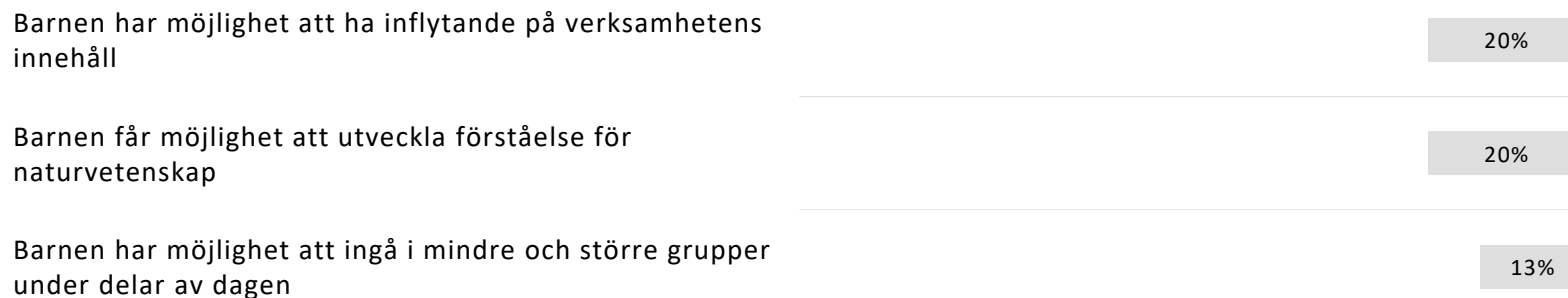 Barnen har möjlighet att ha inflytande på verksamhetens
innehåll
20%
Barnen får möjlighet att utveckla förståelse för
naturvetenskap
20%
Barnen har möjlighet att ingå i mindre och större grupper
under delar av dagen
13%